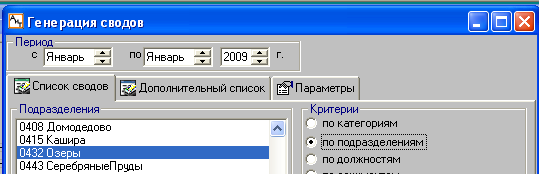 Генерация сводов
Период
с Январь по Январь 2009 г.
Список сводов Дополнительный список Параметры
Подразделения
0408 Домодедово
0415 Кашира
0432 Озеры
0443 СеребряныеПруды
Критерии
по категориям
по подразделениям
по должностям